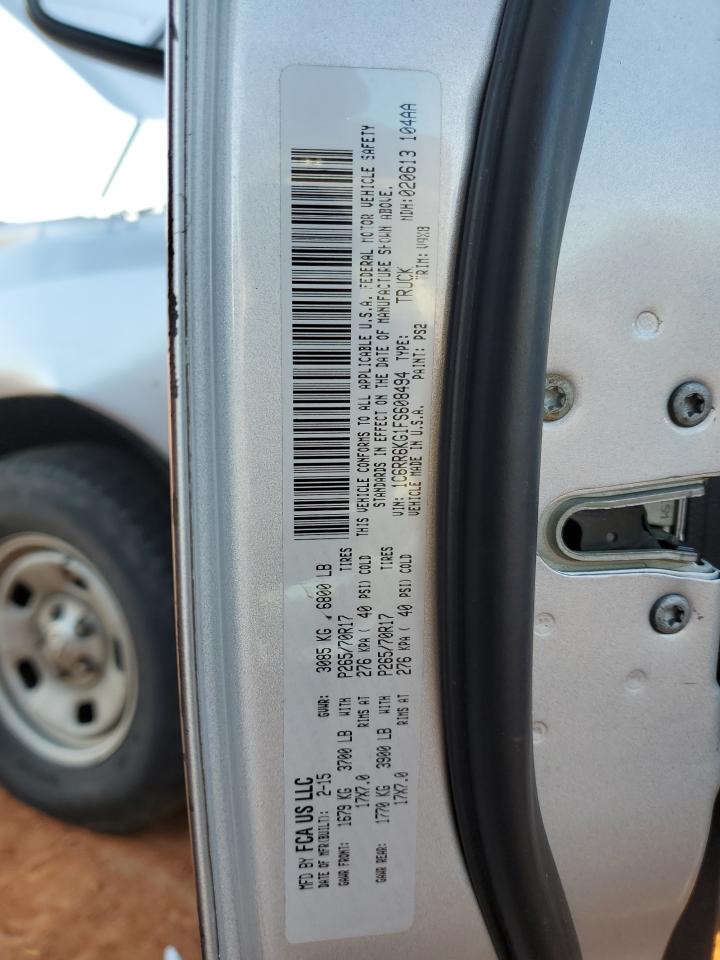 MFD BY FCA US LLC
DATE OF MFR(BUILT): 2-15 GVWR: 3085 KG 6800 LB
GAWR FRONT: 1679 KG 3700 LB WITH P265/70R17 TIRES
17X7.0 RIMS AT 276 KPA ( 40 PSI) COLD
GAWR REAR: 1770 KG 3900 LB WITH P265/70R17 TIRES
17X7.0 RIMS AT 276 KPA ( 40 PSI) COLD
THIS VEHICLE CONFORMS TO ALL APPLICABLE U.S.A. FEDERAL MOTOR VEHICLE SAFETY
STANDARDS IN EFFECT ON THE DATE OF MANUFACTURE SHOWN ABOVE.
VIN: 1C6RR6KG1FS608494 TYPE: TRUCK MDH:020613 104AA
VEHICLE MADE IN U.S.A. PAINT: PS2 TRIM: V9X8